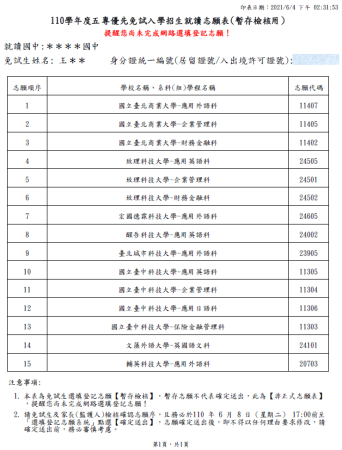 印表日期：2021/6/4 下午 02:31:53
110學年度五專優先免試入學招生就讀志願表(暫存檢核用)
提醒您尚未完成網路選填登記志願！
就讀國中:＊＊＊＊國中
免試生姓名: 王＊＊ 身分證統一編號(居留證號/入出境許可證號):
志願順序 學校名稱、系科(組)學程名稱 志願代碼
1 國立臺北商業大學-應用外語科 11407
2 國立臺北商業大學-企業管理科 11405
3 國立臺北商業大學-財務金融科 11402
4 致理科技大學-應用英語科 24505
5 致理科技大學-企業管理科 24501
6 致理科技大學-財務金融科 24502
7 宏國德霖科技大學-應用外語科 24605
8 醒吾科技大學-應用英語科 24002
9 臺北城市科技大學-應用外語科 23905
10 國立臺中科技大學-應用英語科 11305
11 國立臺中科技大學-企業管理科 11304
12 國立臺中科技大學-應用日語科 11306
13 國立臺中科技大學-保險金融管理科 11303
14 文藻外語大學-英國語文科 24101
15 輔英科技大學-應用外語科 20703
注意事項:
1. 本表為免試生選填登記志願【暫存檢核】，暫存志願不代表確定送出，此為【非正式志願表】
，提醒您尚未完成網路選填登記志願！
2. 請免試生及家長(監護人)檢核確認志願序，且務必於110 年 6 月 8 日 (星期二) 17:00前至
「選填登記志願系統」點選【確定送出】，志願確定送出後，即不得以任何理由要求修改，請
確定送出前，務必審慎考慮。
第1頁，共1頁